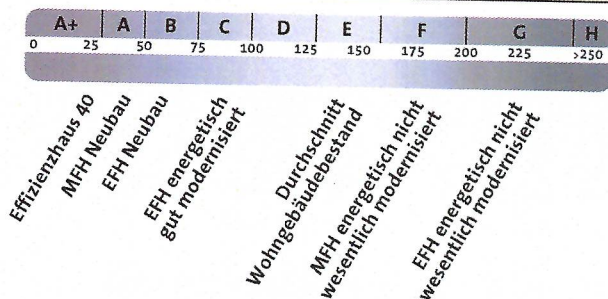 A+ A B C D E F G H
0 25 50 75 100 125 150 175 200 225 >250
Effizienzhaus 40
MFH Neubau
EFH Neubau
EFH energetisch
gut modernisiert
Durchschnitt
Wohngebäudebestand
MFH energetisch nicht
wesentlich modernisiert
EFH energetisch nicht
wesentlich modernisiert